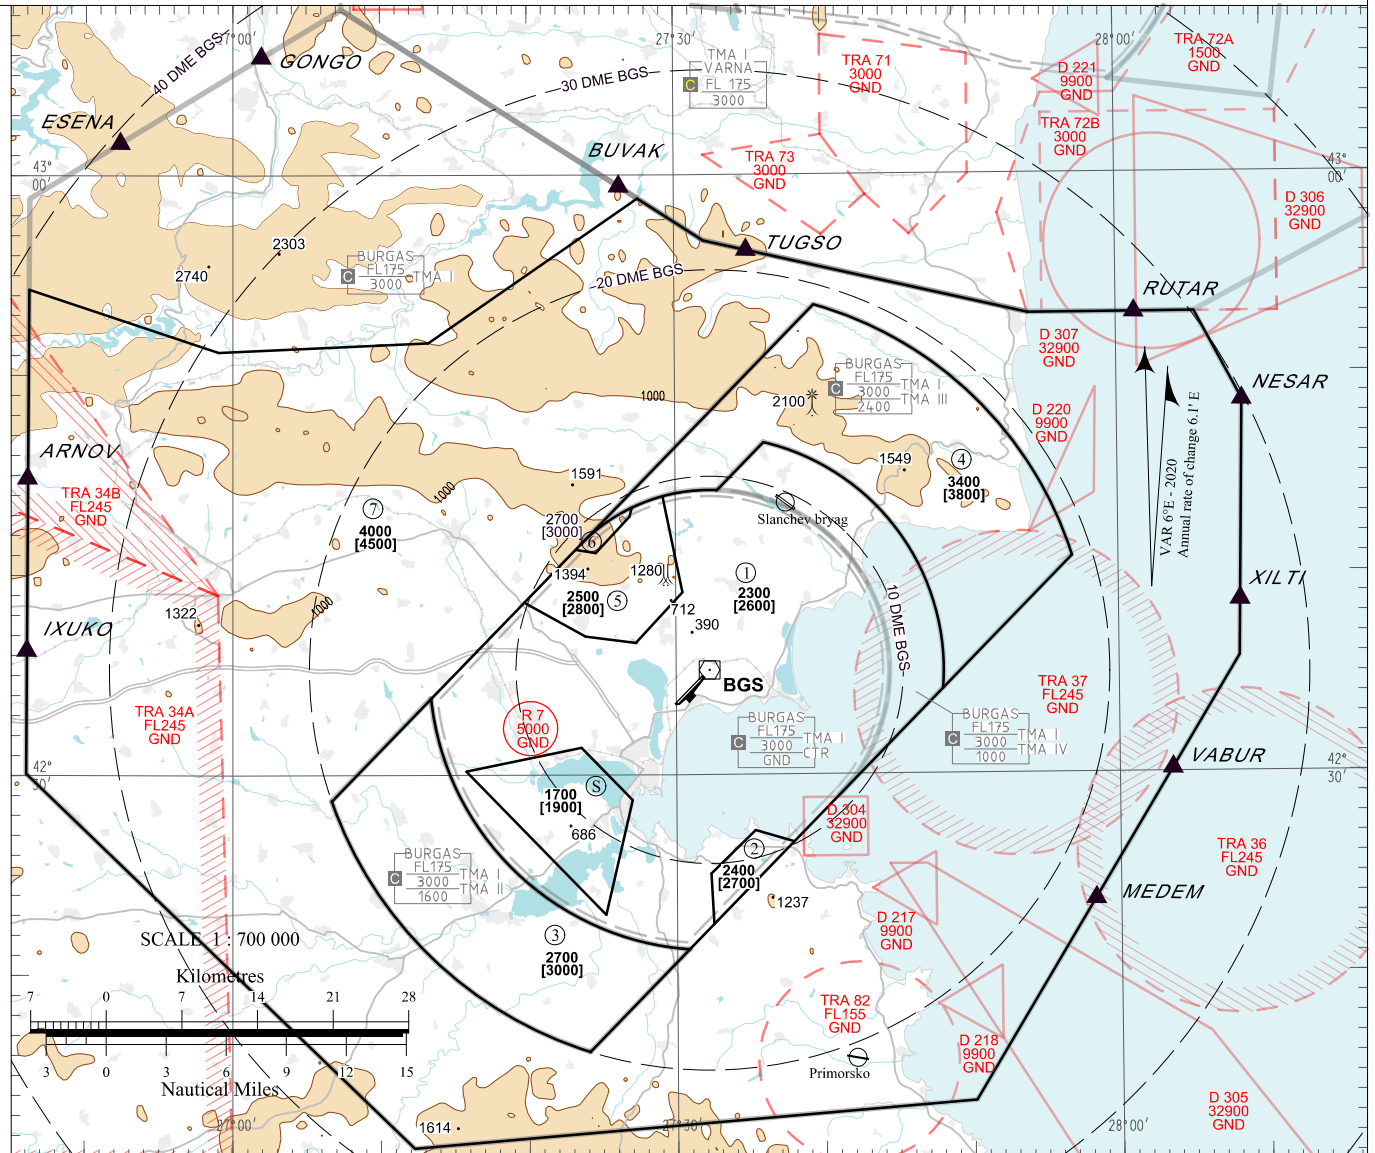 27°00'
27°30'
28°00'
40 DME BGS
GONGO
30 DME BGS
TMA I
VARNA
C
FL 175
3000
TRA 71
3000
GND
D 221
9900
GND
TRA 72A
1500
GND
ESENA
BUVAK
TRA 72B
3000
GND
TRA 73
3000
GND
43°
00'
43°
00'
D 306
32900
GND
TUGSO
2303
2740
BURGAS
FL175
C
3000
TMA I
20 DME BGS
RUTAR
D 307
32900
GND
BURGAS
FL175
C
3000
2400
TMA I
TMA III
NESAR
1000
2100
D 220
9900
GND
VAR 6°E - 2020
Annual rate of change 6.1' E
ARNOV
1549
4
3400
[3800]
TRA 34B
FL245
GND
1000
1591
7
4000
[4500]
Slanchev bryag
2700
[3000]
6
1394
1280
1
2300
[2600]
2500
[2800]
5
XILTI
10 DME BGS
1322
1000
712
390
IXUKO
BGS
TRA 37
FL245
GND
TRA 34A
FL245
GND
R 7
5000
GND
BURGAS
FL175
C
3000
GND
TMA I
CTR
BURGAS
FL175
C
3000
1000
TMA I
TMA IV
42°
30'
42°
30'
VABUR
S
1700
[1900]
686
D 304
32900
GND
2
2400
[2700]
TRA 36
FL245
GND
BURGAS
FL175
C
3000
1600
TMA I
TMA II
1237
MEDEM
D 217
9900
GND
SCALE 1 : 700 000
3
2700
[3000]
Kilometres
7 0 7 14 21 28
TRA 82
FL155
GND
D 218
9900
GND
3 0 3 6 9 12 15
Nautical Miles
Primorsko
D 305
32900
GND
1614
27°00'
27°30'
28°00'